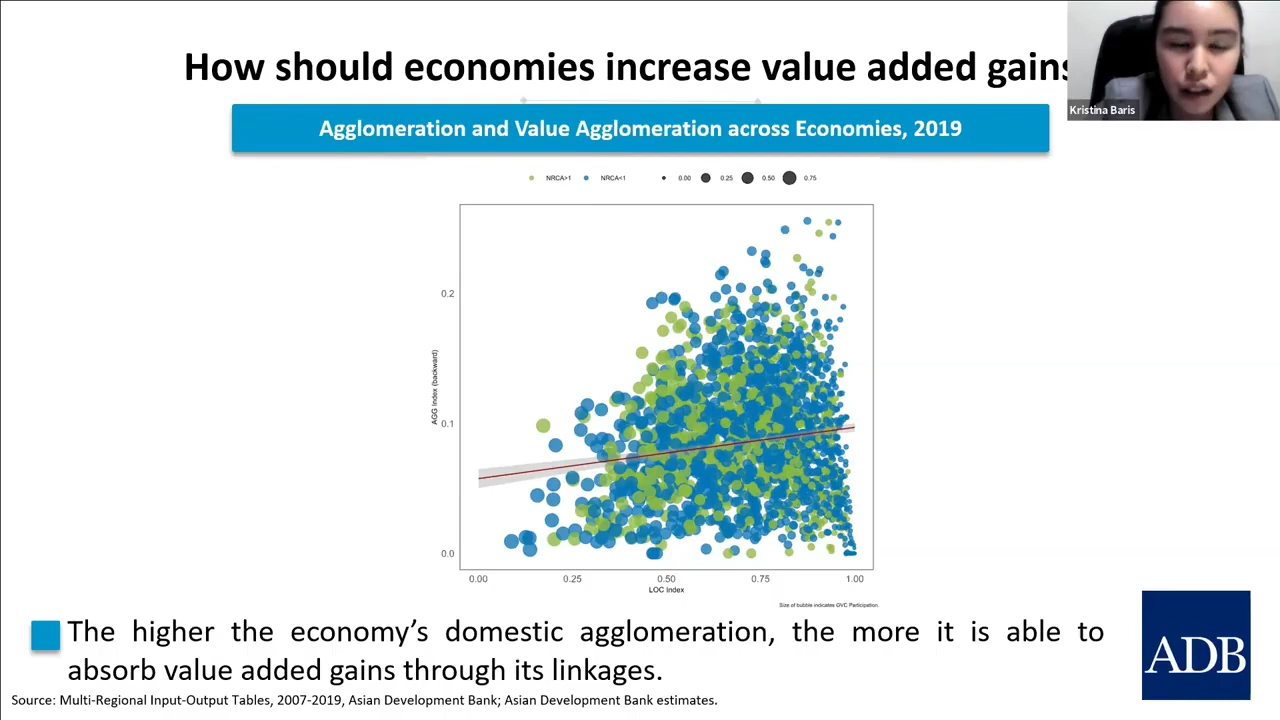 How should economies increase value added gains
Kristina Baris
Agglomeration and Value Agglomeration across Economies, 2019
NRCA>1 NRCA<1 0.00 0.25 0.50 0.75
AGG Index (backward)
0.2
0.1
0.0
0.00 0.25 0.50 0.75 1.00
LOC Index
Size of bubble indicates GVC Participation.
The higher the economy's domestic agglomeration, the more it is able to
absorb value added gains through its linkages.
ADB
Source: Multi-Regional Input-Output Tables, 2007-2019, Asian Development Bank; Asian Development Bank estimates.